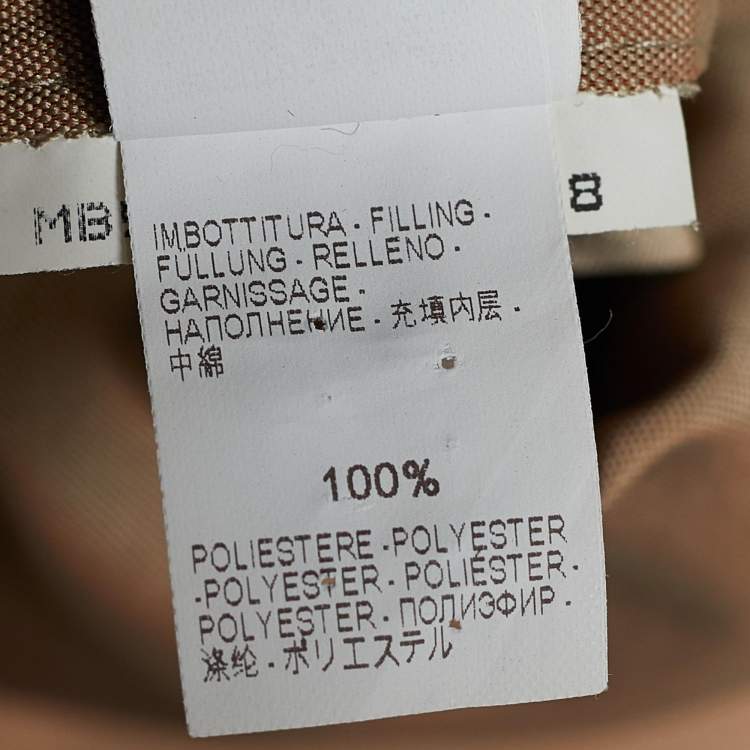 MB
8
IMBOTTITURA - FILLING -
FÜLLUNG - RELLENO -
GARNISSAGE -
НАПОЛНЕНИЕ - 充填内层 -
中綿
100%
POLIESTERE -POLYESTER
-POLYESTER - POLIÉSTER-
POLYESTER- ПОЛИЭФИР -
涤纶 - ポリエステル